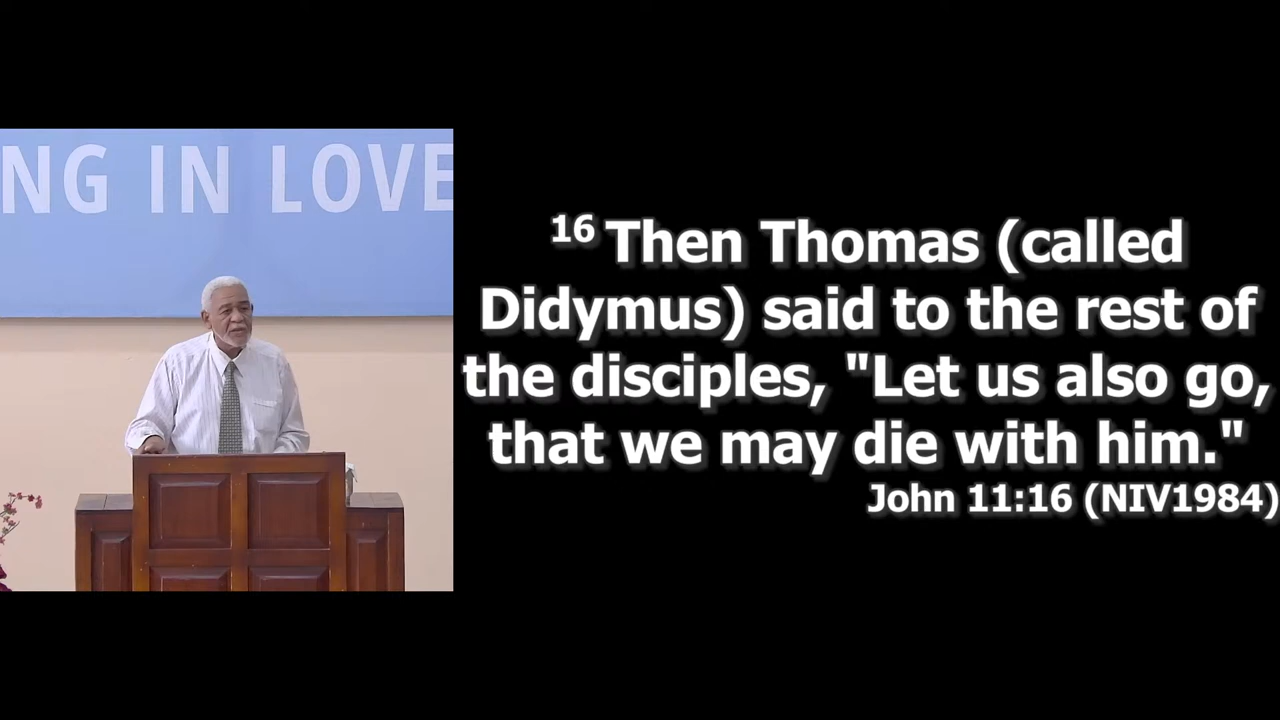 NG IN LOVE
16 Then Thomas (called
Didymus) said to the rest of
the disciples, "Let us also go,
that we may die with him."
John 11:16 (NIV1984)